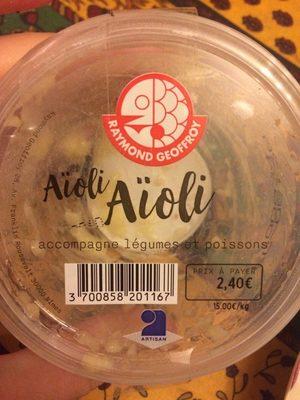 RAYMOND GEOFFROY
Aïoli Aïoli
accompagne légumes et poissons
PRIX À PAYER
2,40€
15.00€/kg
3 700858 201167
ARTISAN